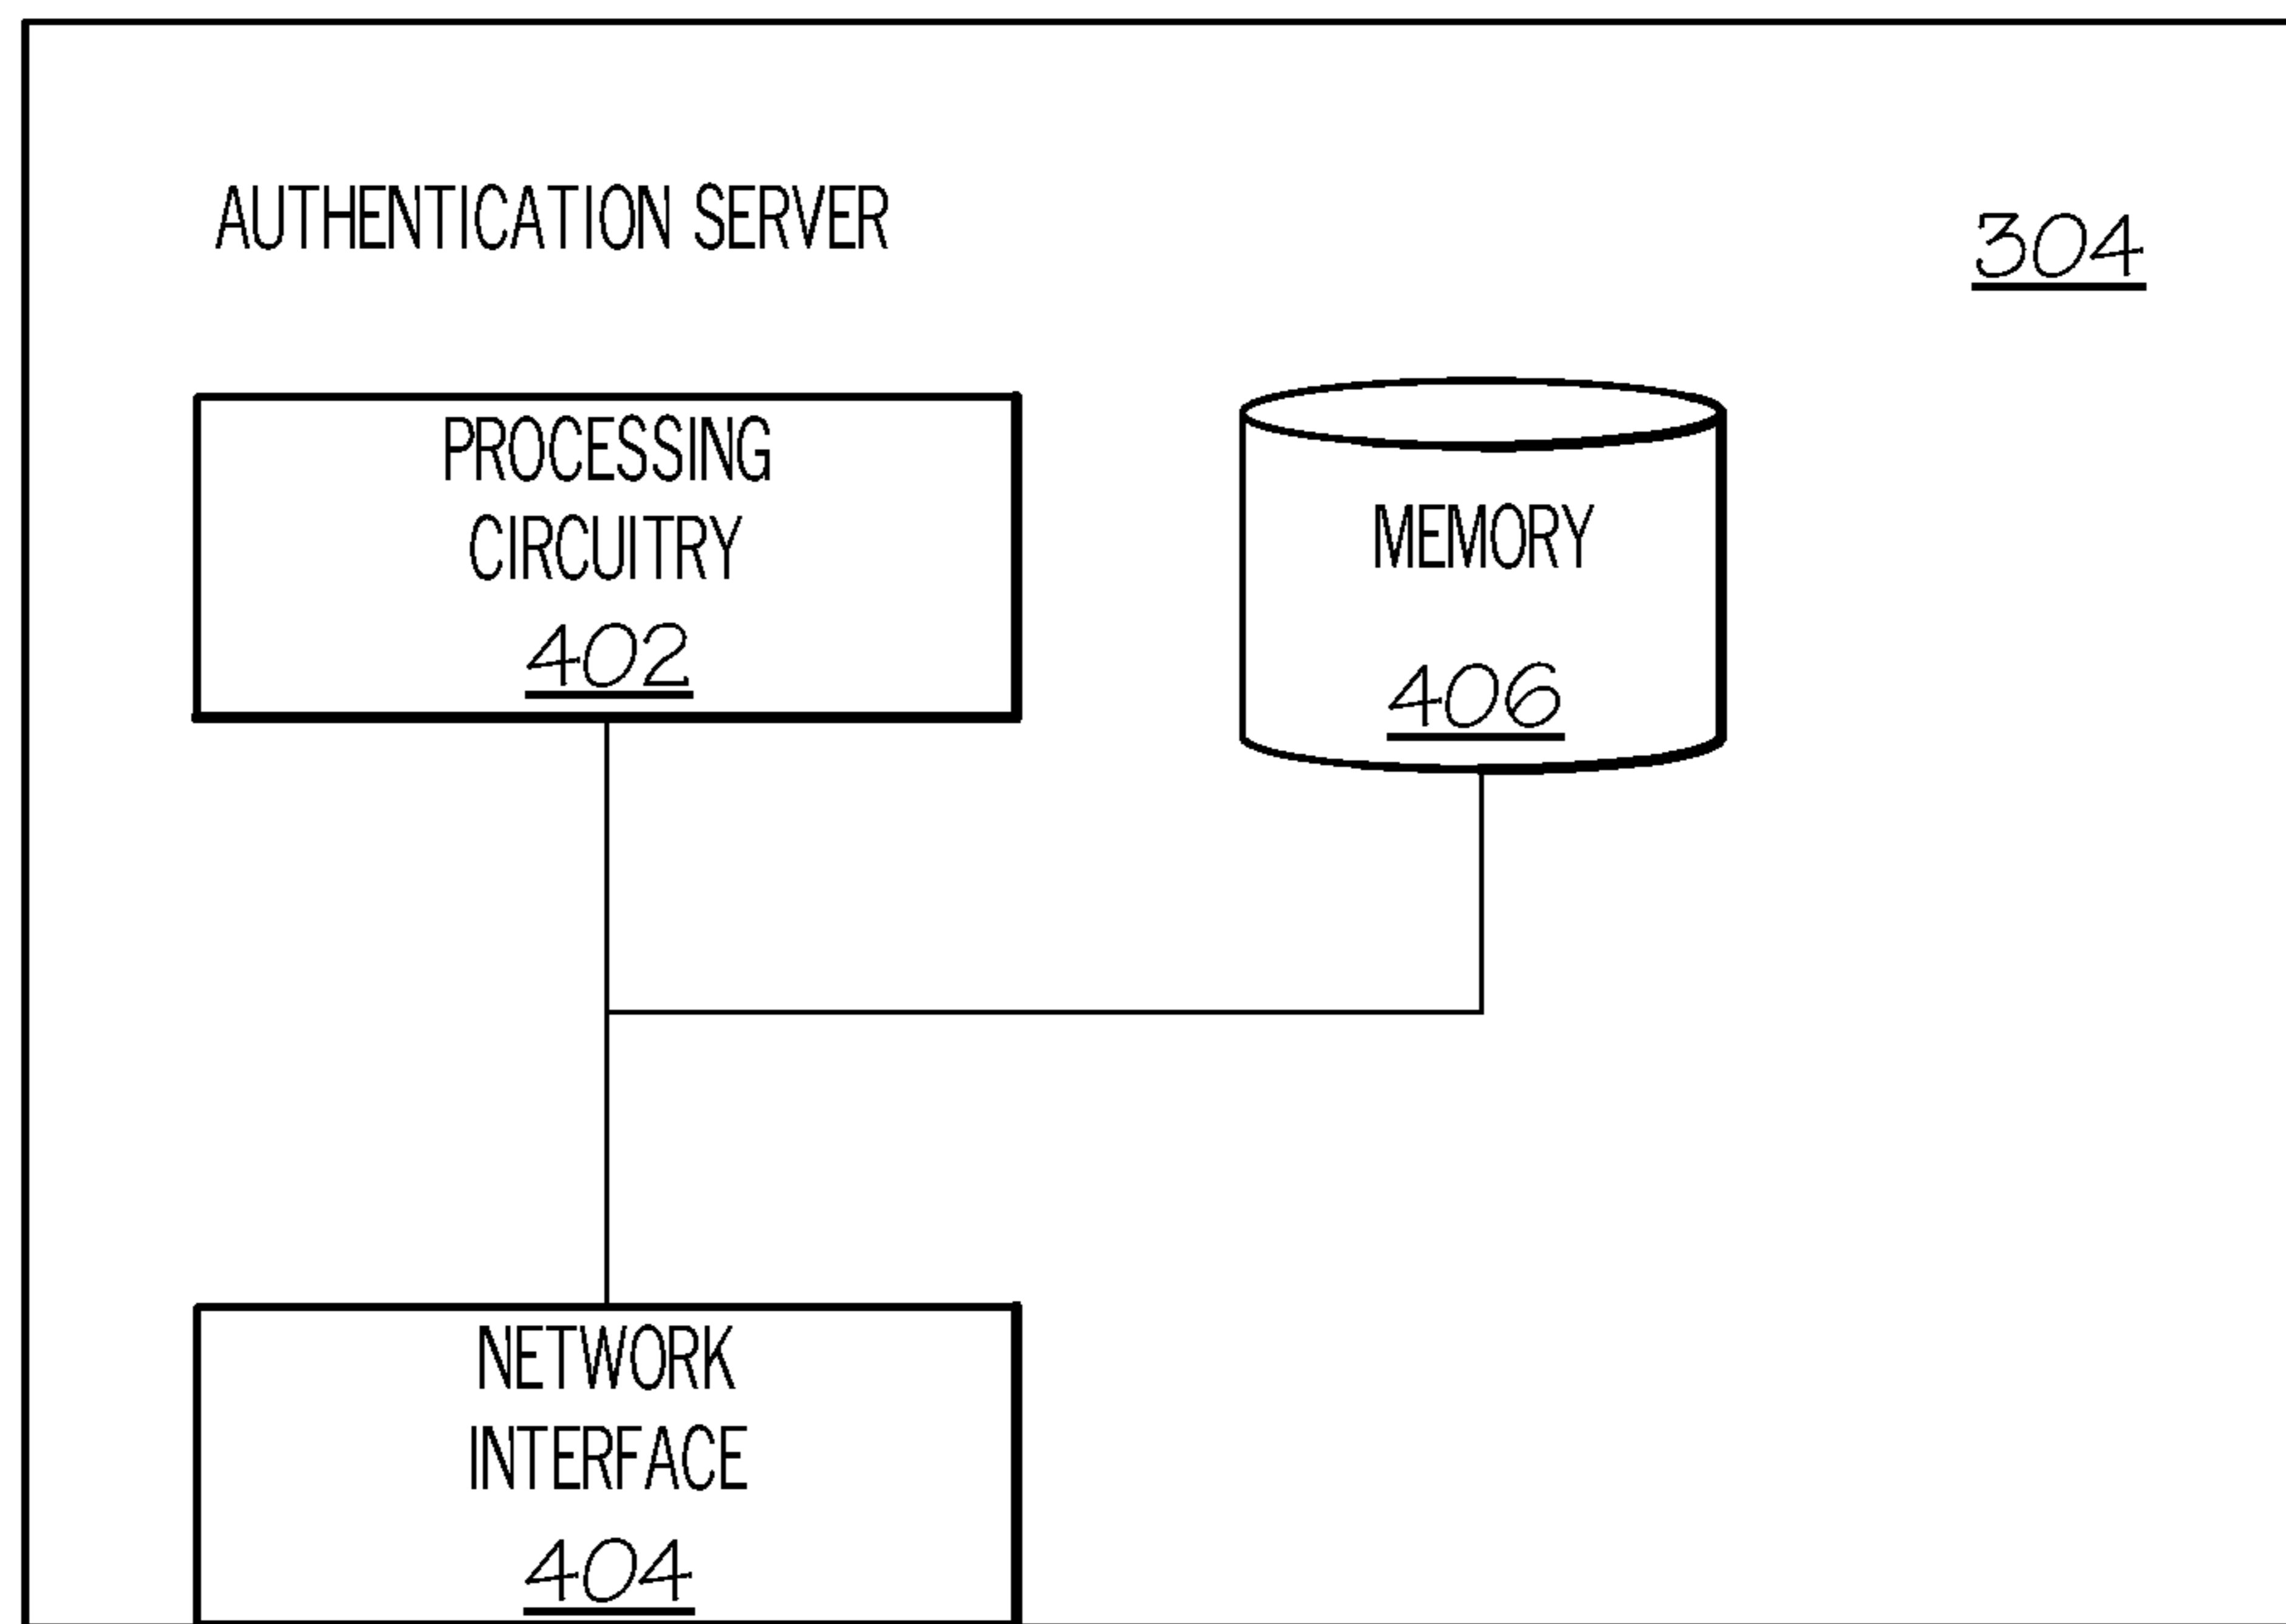 AUTHENTICATION SERVER
304
PROCESSING
CIRCUITRY
402
MEMORY
406
NETWORK
INTERFACE
404